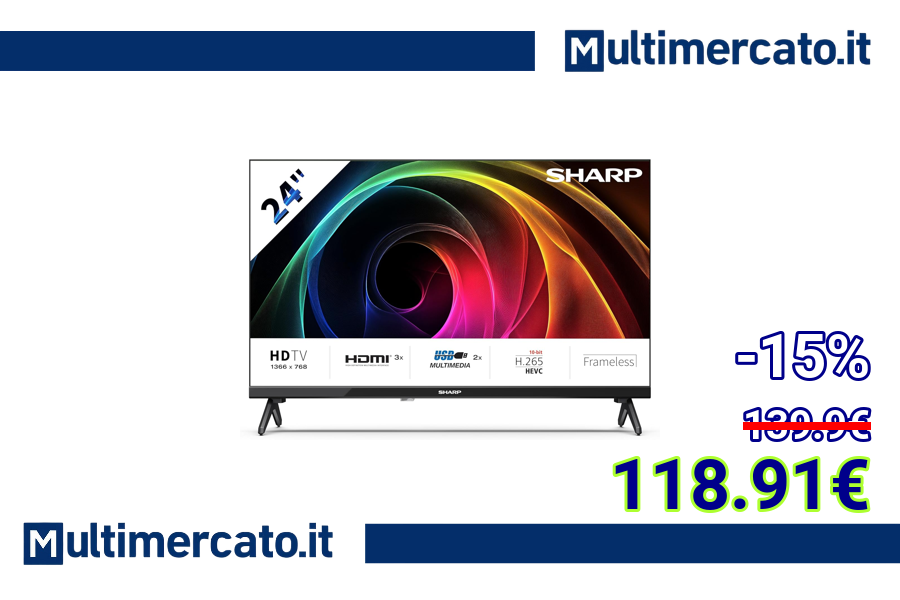 Multimercato.it
24"
SHARP
HDTV
1366 x 768
HDMI 3x
USB 2x
MULTIMEDIA
10-bit
H.265
HEVC
Frameless
SHARP
-15%
139.9€
118.91€
Multimercato.it